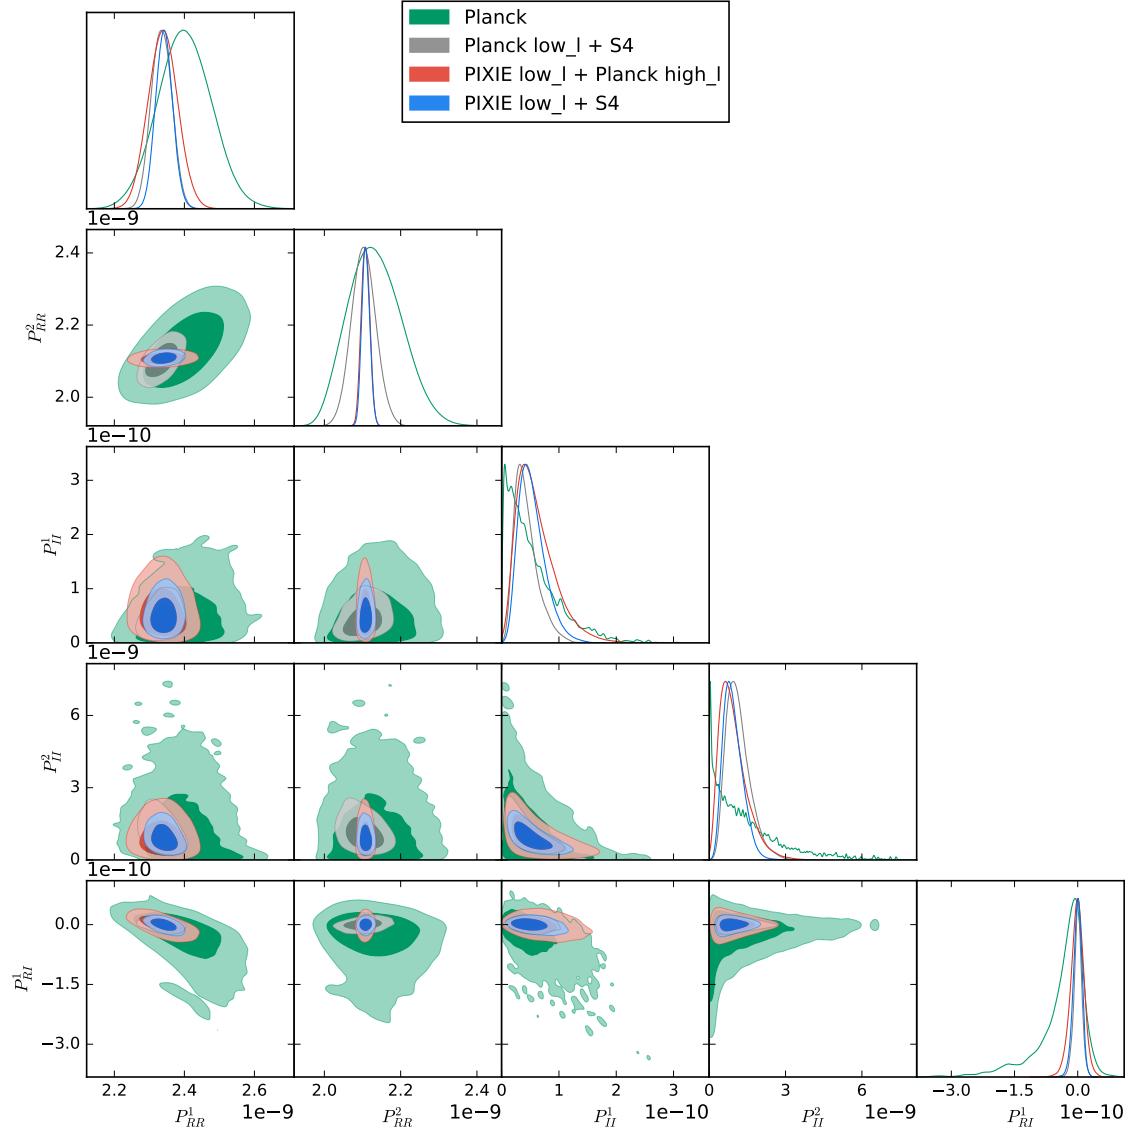 Planck
Planck low_l + S4
PIXIE low_l + Planck high_l
PIXIE low_l + S4
1e−9
2.4
2.2
2.0
P²_RR
1e−10
3
2
1
0
P¹_II
1e−9
6
3
0
P²_II
1e−10
0.0
−1.5
−3.0
P¹_RI
2.2 2.4 2.6 2.0 2.2 2.4 0 1 2 3 0 3 6 −3.0 −1.5 0.0
P¹_RR 1e−9 P²_RR 1e−9 P¹_II 1e−10 P²_II 1e−9 P¹_RI 1e−10